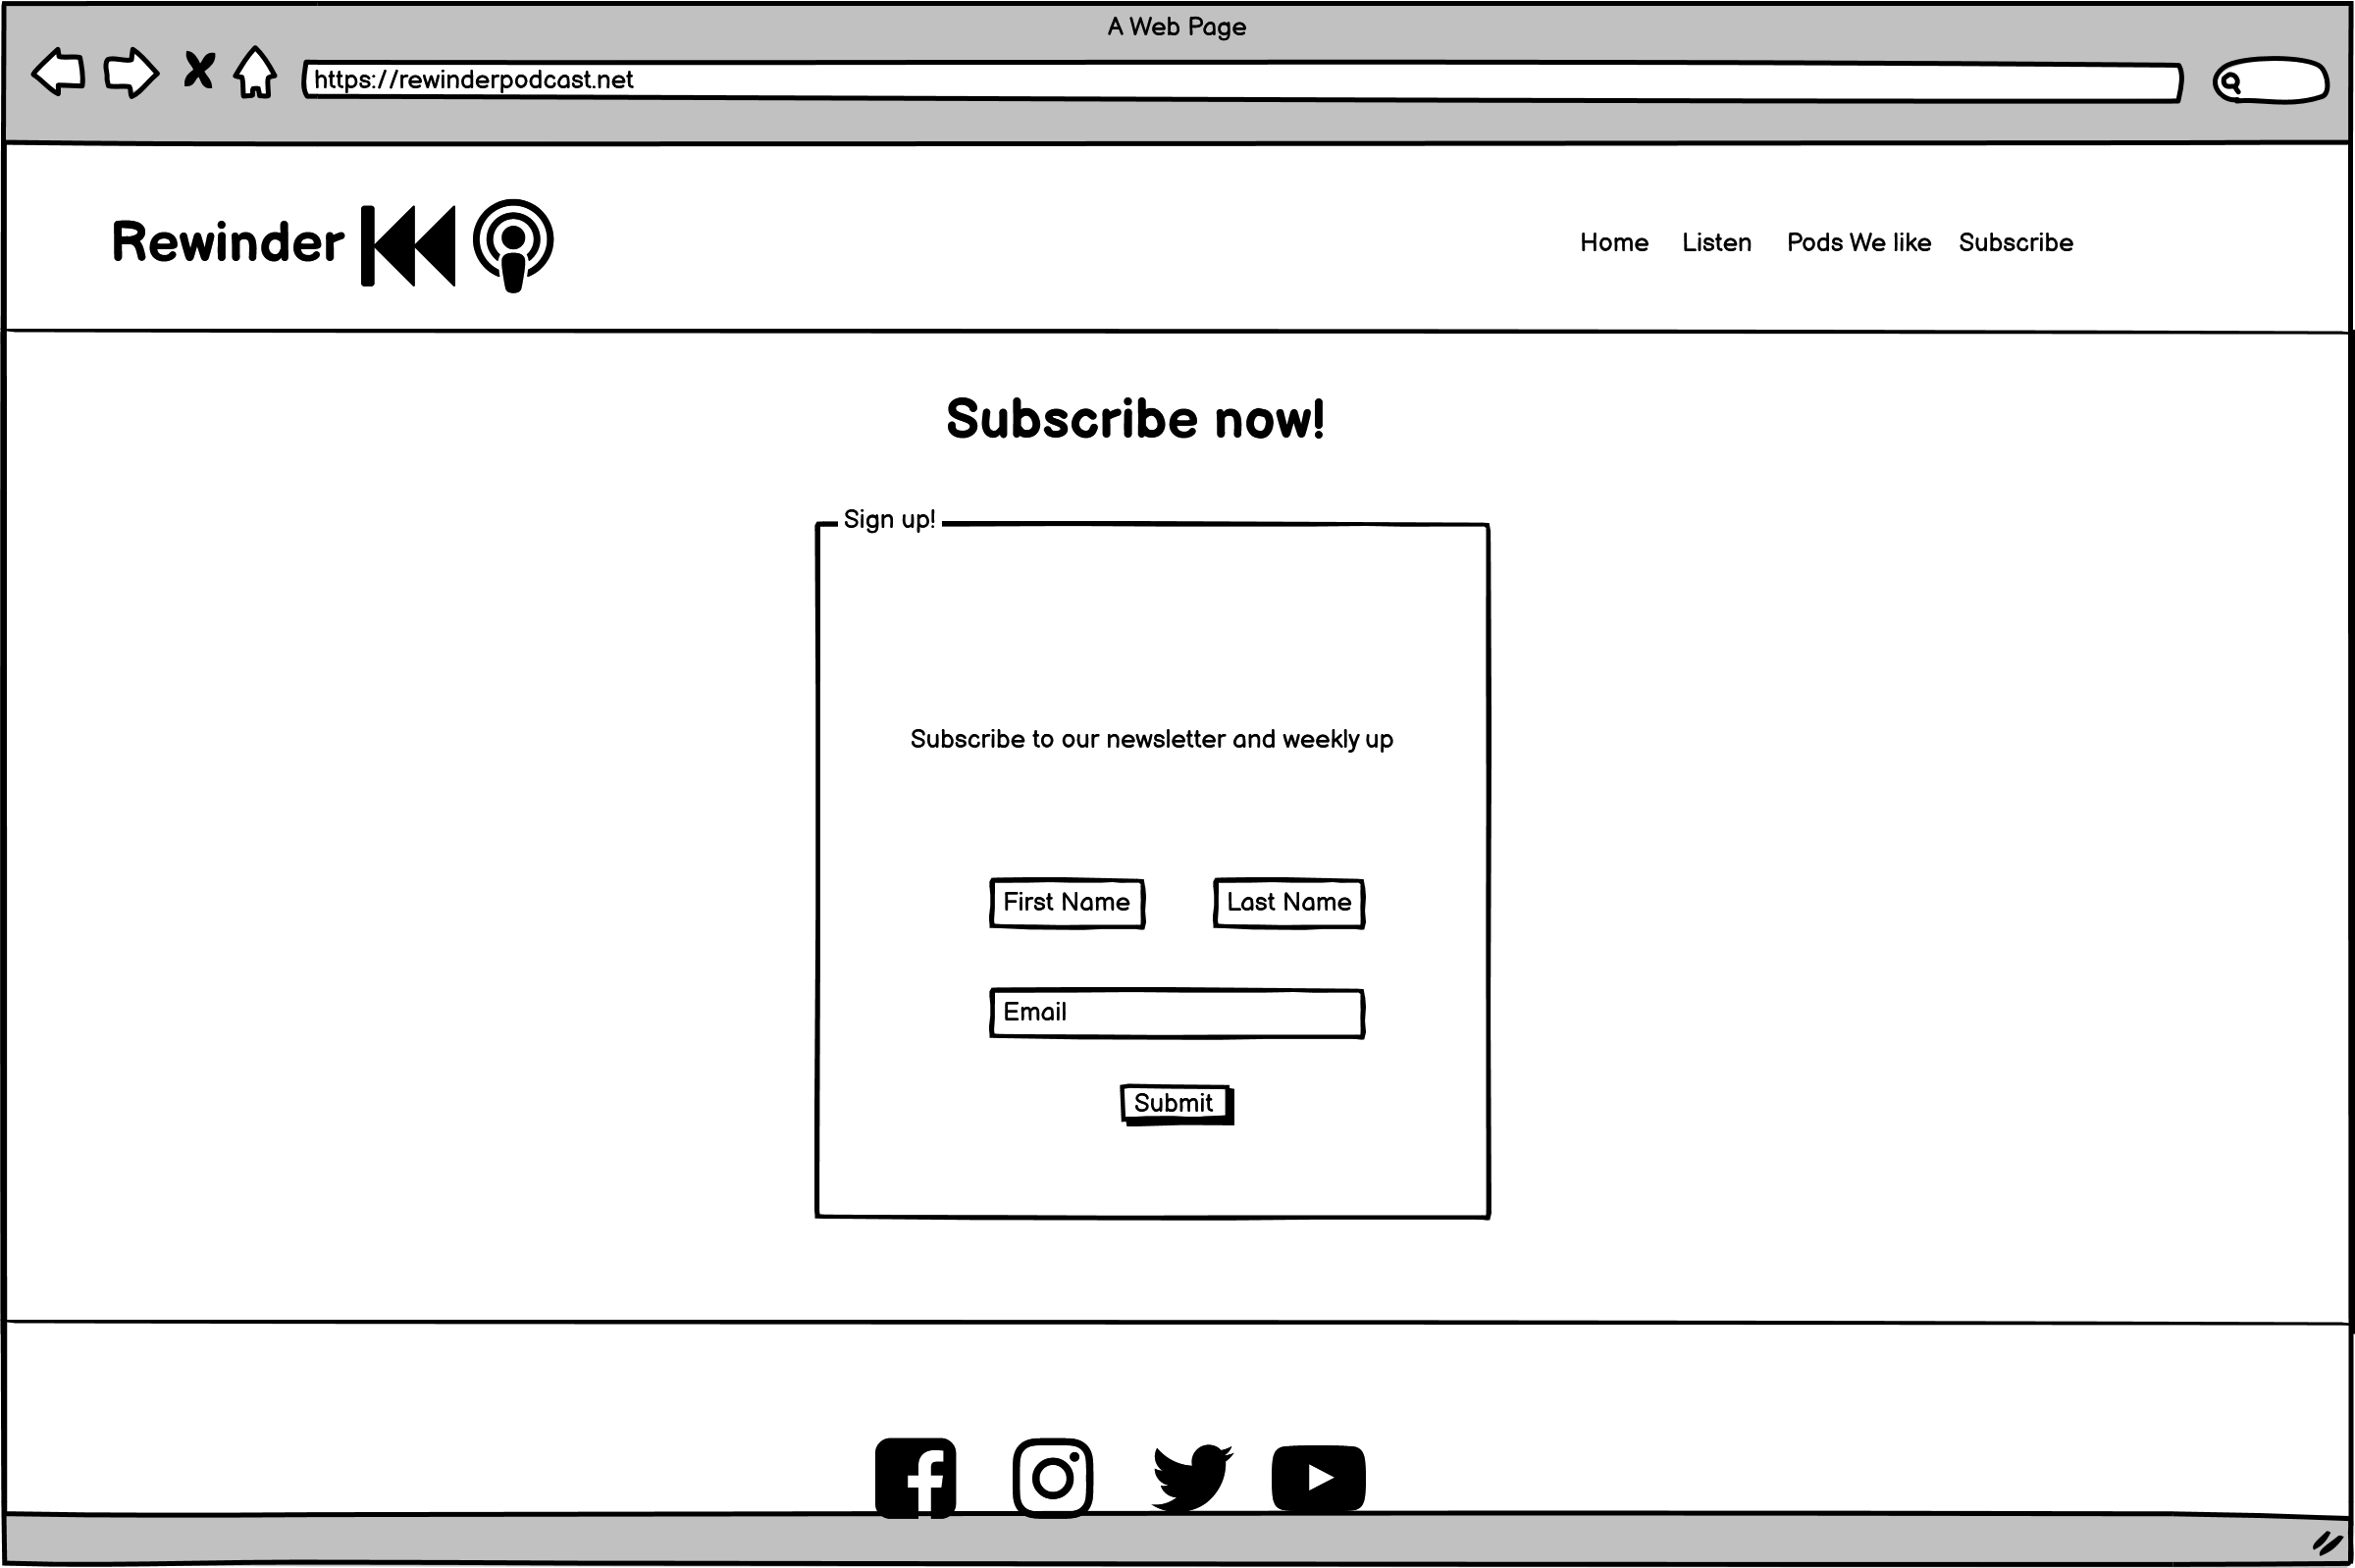 A Web Page
https://rewinderpodcast.net
Rewinder
Home Listen Pods We like Subscribe
Subscribe now!
Sign up!
Subscribe to our newsletter and weekly up
First Name Last Name
Email
Submit